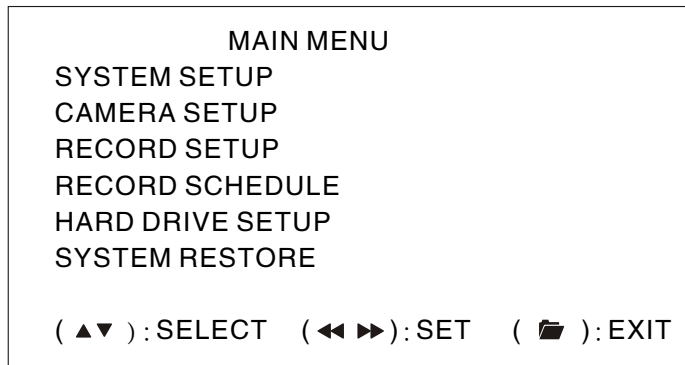 MAIN MENU
SYSTEM SETUP
CAMERA SETUP
RECORD SETUP
RECORD SCHEDULE
HARD DRIVE SETUP
SYSTEM RESTORE
( ▲▼ ) : SELECT ( ◀◀ ▶▶ ) : SET ( 📂 ) : EXIT